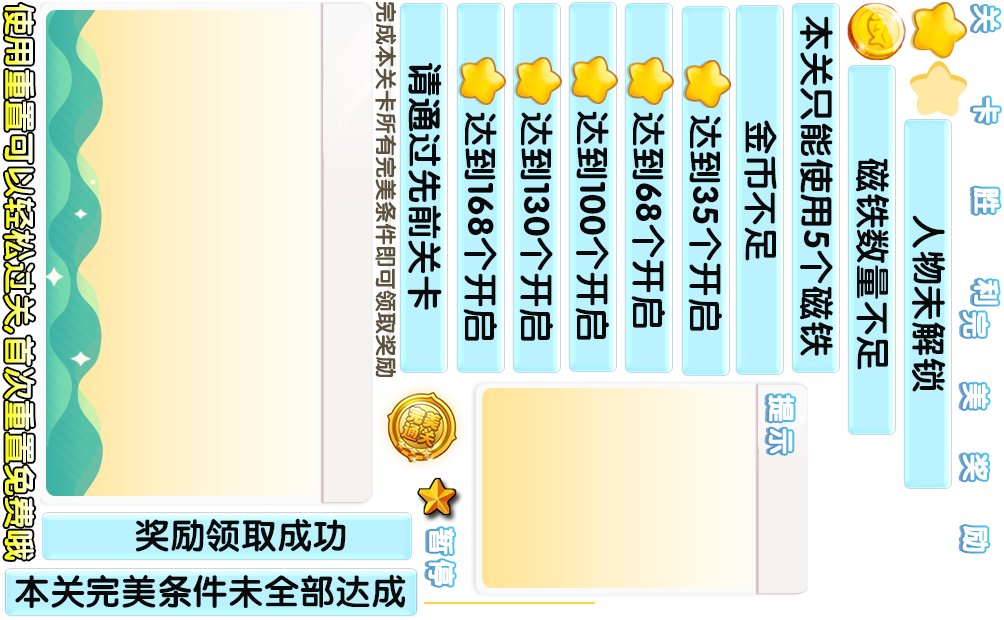 关卡胜利
完美奖励
人物未解锁
磁铁数量不足
本关只能使用5个磁铁
金币不足
达到35个开启
达到68个开启
达到100个开启
达到130个开启
达到168个开启
请通过先前关卡
完成本关卡所有完美条件即可领取奖励
使用重置可以轻松过关,首次重置免费哦
提示
完美通关
暂停
奖励领取成功
本关完美条件未全部达成